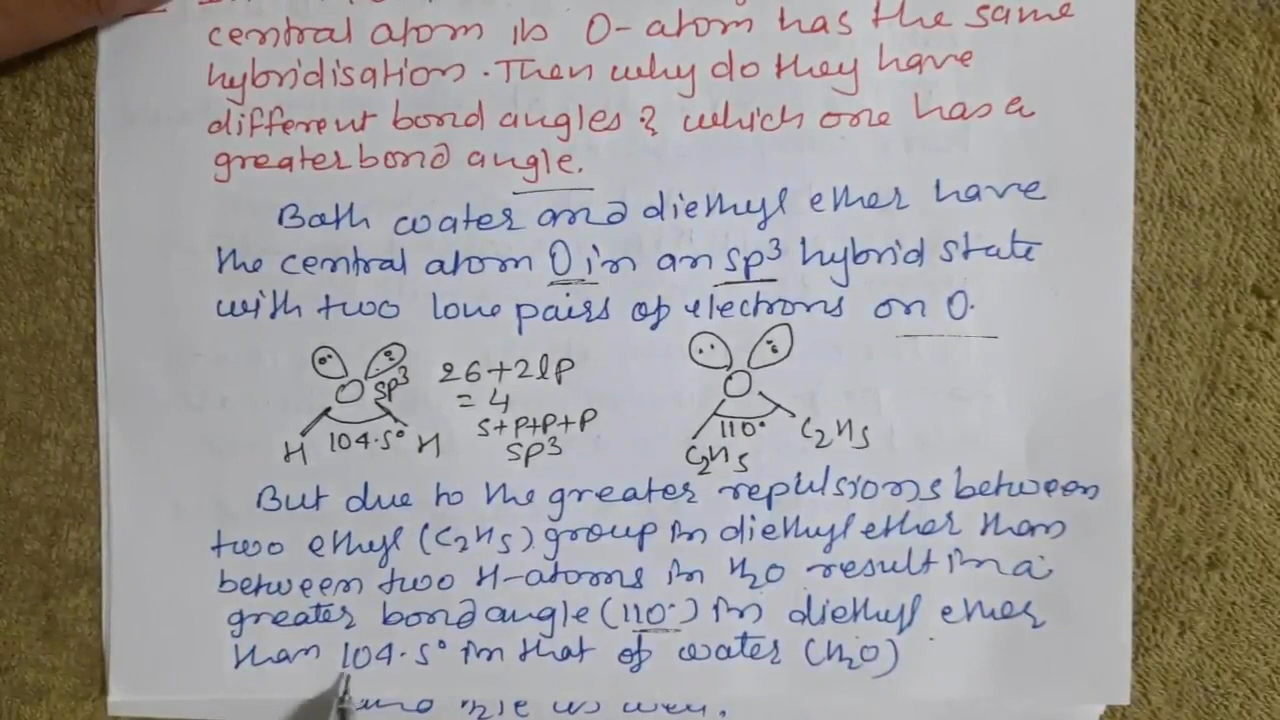 central atom is O-atom has the same
hybridisation. Then why do they have
different bond angles & which one has a
greater bond angle.
Both water and diethyl ether have
the central atom O in an sp³ hybrid state
with two lone pairs of electrons on O.
O sp³
H 104.5° H
2б+2lp
= 4
s+p+p+p
sp³
O
110°
C₂H₅ C₂H₅
But due to the greater repulsions between
two ethyl (C₂H₅) group in diethyl ether than
between two H-atoms in H₂O result in a
greater bond angle (110°) in diethyl ether
than 104.5° in that of water (H₂O)